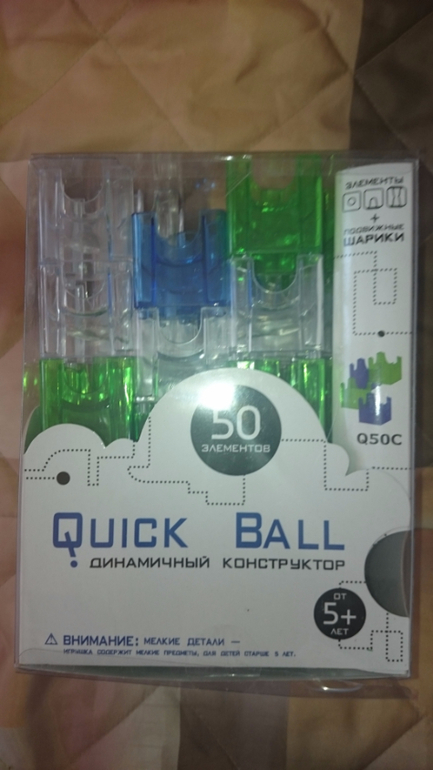 ЭЛЕМЕНТЫ
+
ПОДВИЖНЫЕ
ШАРИКИ
Q50C
50
ЭЛЕМЕНТОВ
QUICK BALL
ДИНАМИЧНЫЙ КОНСТРУКТОР
ОТ
5+
ЛЕТ
ВНИМАНИЕ: МЕЛКИЕ ДЕТАЛИ —
ИГРУШКА СОДЕРЖИТ МЕЛКИЕ ПРЕДМЕТЫ, ДЛЯ ДЕТЕЙ СТАРШЕ 5 ЛЕТ.